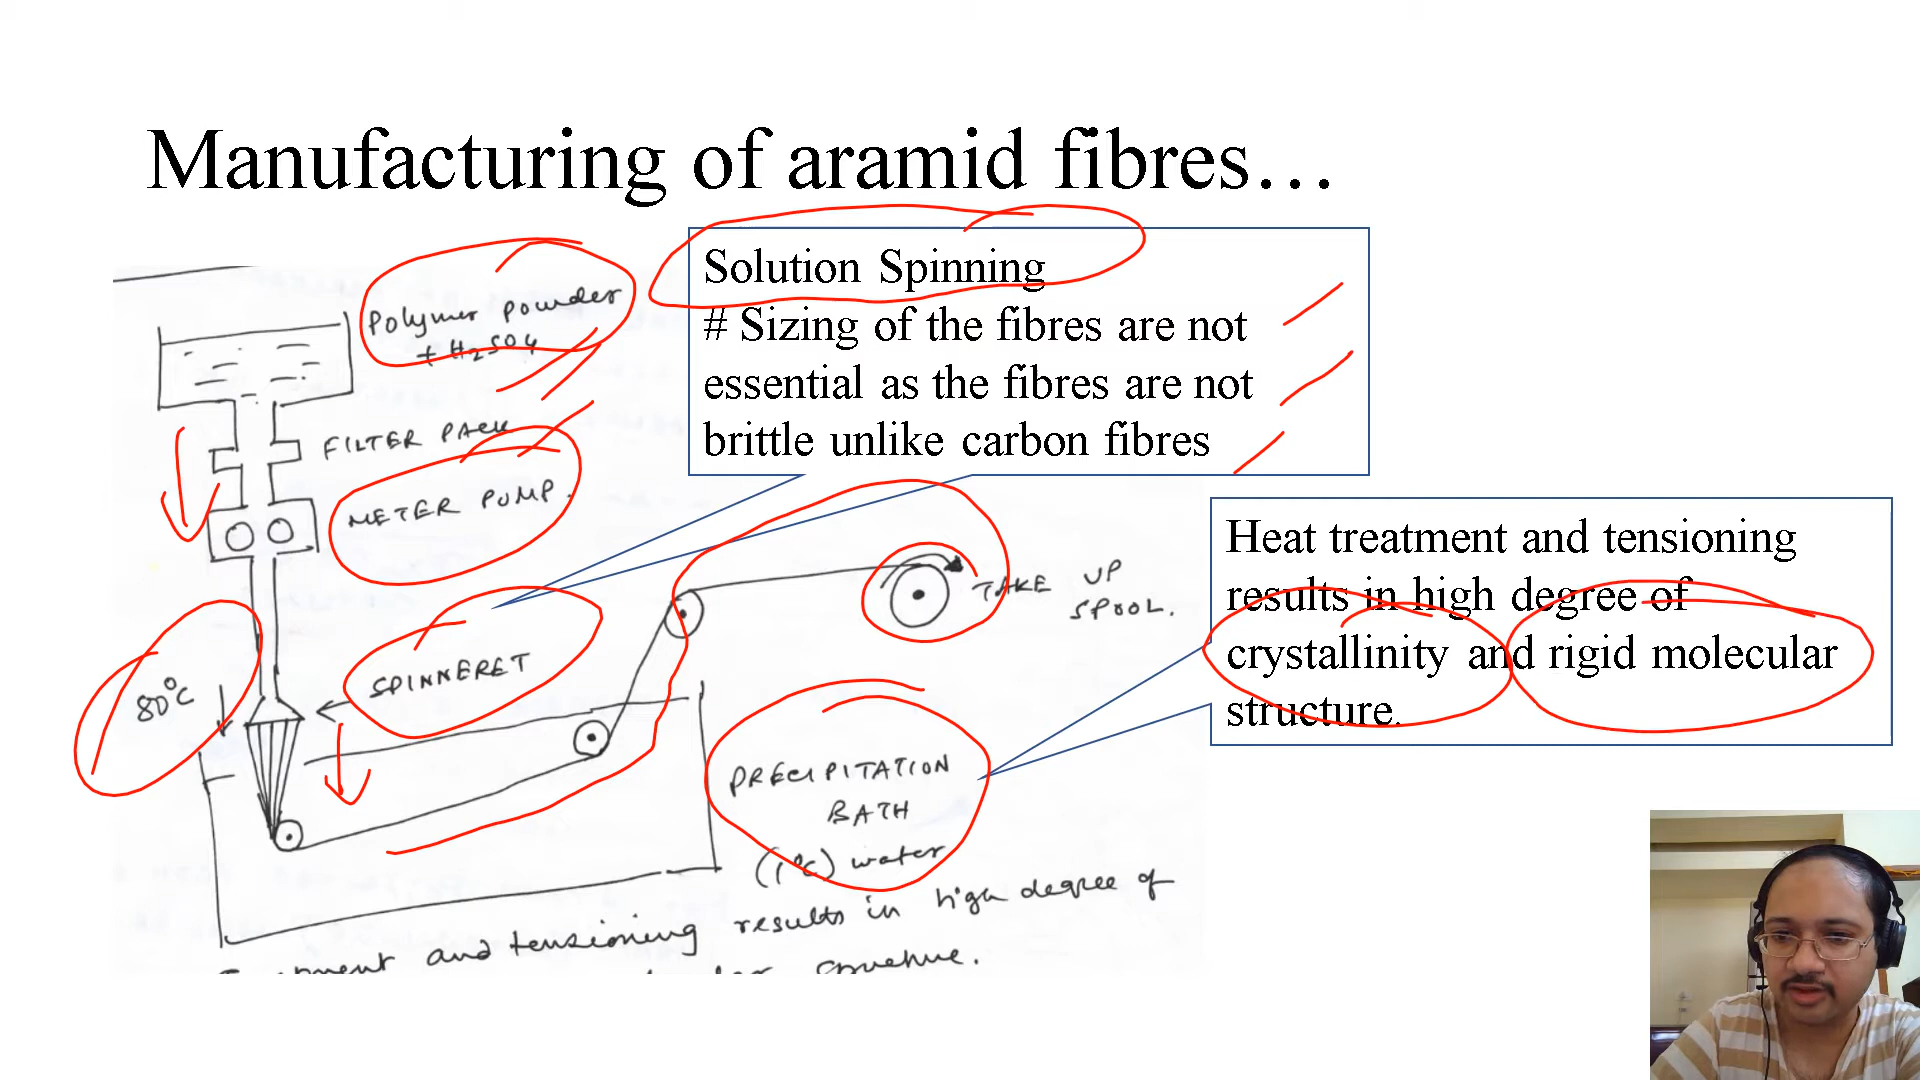 Manufacturing of aramid fibres…
Solution Spinning
# Sizing of the fibres are not
essential as the fibres are not
brittle unlike carbon fibres
Polymer powder
+ H₂SO₄
FILTER PACK
METER PUMP.
80°C
SPINNERET
TAKE UP
SPOOL.
Heat treatment and tensioning
results in high degree of
crystallinity and rigid molecular
structure.
PRECIPITATION
BATH
(1°C) water
and tensioning results in high degree of